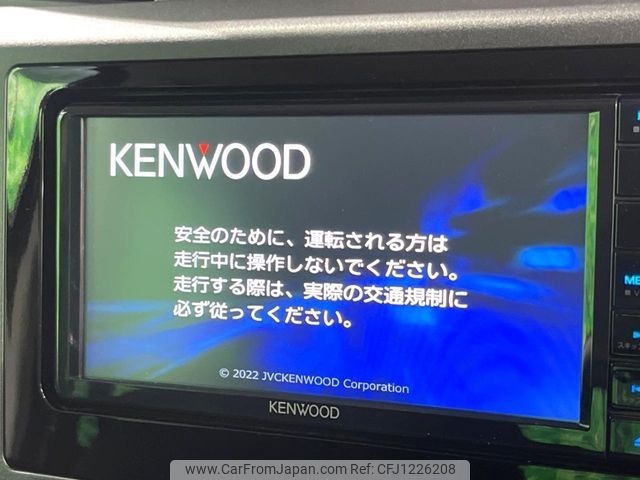 KENWOOD
安全のために、運転される方は
走行中に操作しないでください。
走行する際は、実際の交通規制に
必ず従ってください。
© 2022 JVCKENWOOD Corporation
KENWOOD
www.CarFromJapan.com | CFJ1226208